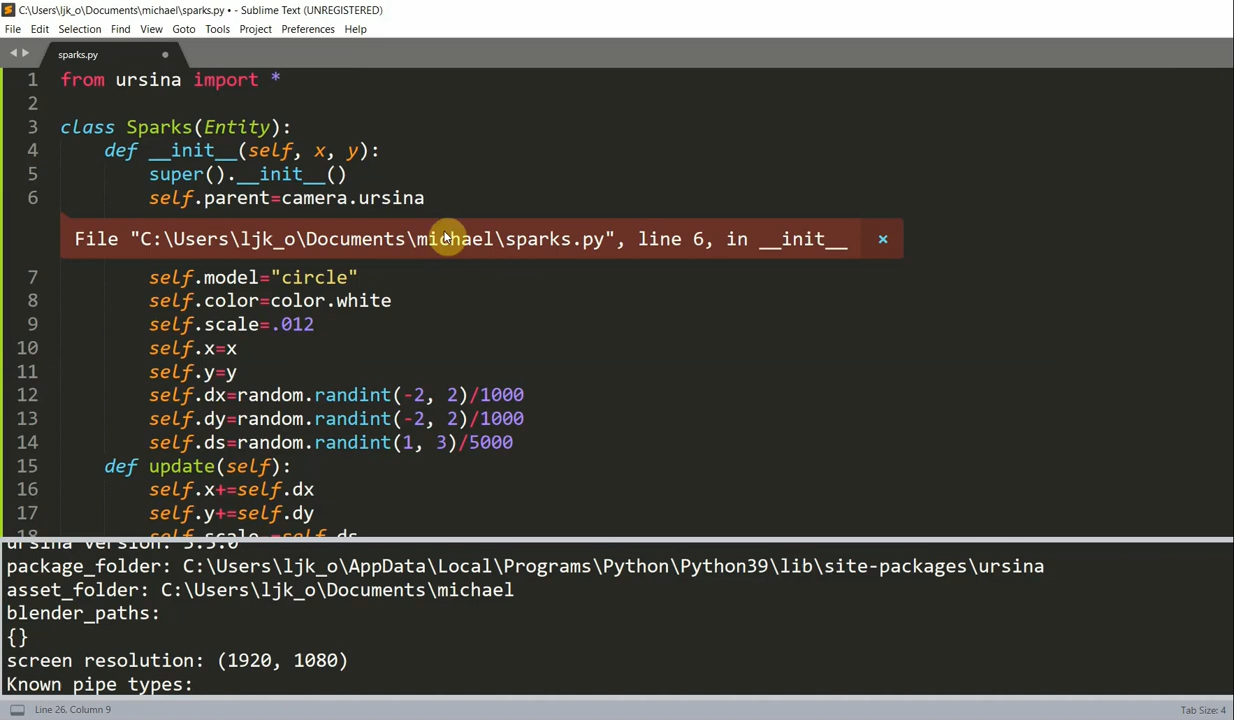 C:\Users\ljk_o\Documents\michael\sparks.py • - Sublime Text (UNREGISTERED)
File Edit Selection Find View Goto Tools Project Preferences Help
sparks.py
1 from ursina import *
2
3 class Sparks(Entity):
4 def __init__(self, x, y):
5 super().__init__()
6 self.parent=camera.ursina
File "C:\Users\ljk_o\Documents\michael\sparks.py", line 6, in __init__ ×
7 self.model="circle"
8 self.color=color.white
9 self.scale=.012
10 self.x=x
11 self.y=y
12 self.dx=random.randint(-2, 2)/1000
13 self.dy=random.randint(-2, 2)/1000
14 self.ds=random.randint(1, 3)/5000
15 def update(self):
16 self.x+=self.dx
17 self.y+=self.dy
18 self.scale-=self.ds
ursina version: 3.5.0
package_folder: C:\Users\ljk_o\AppData\Local\Programs\Python\Python39\lib\site-packages\ursina
asset_folder: C:\Users\ljk_o\Documents\michael
blender_paths:
{}
screen resolution: (1920, 1080)
Known pipe types:
Line 26, Column 9 Tab Size: 4